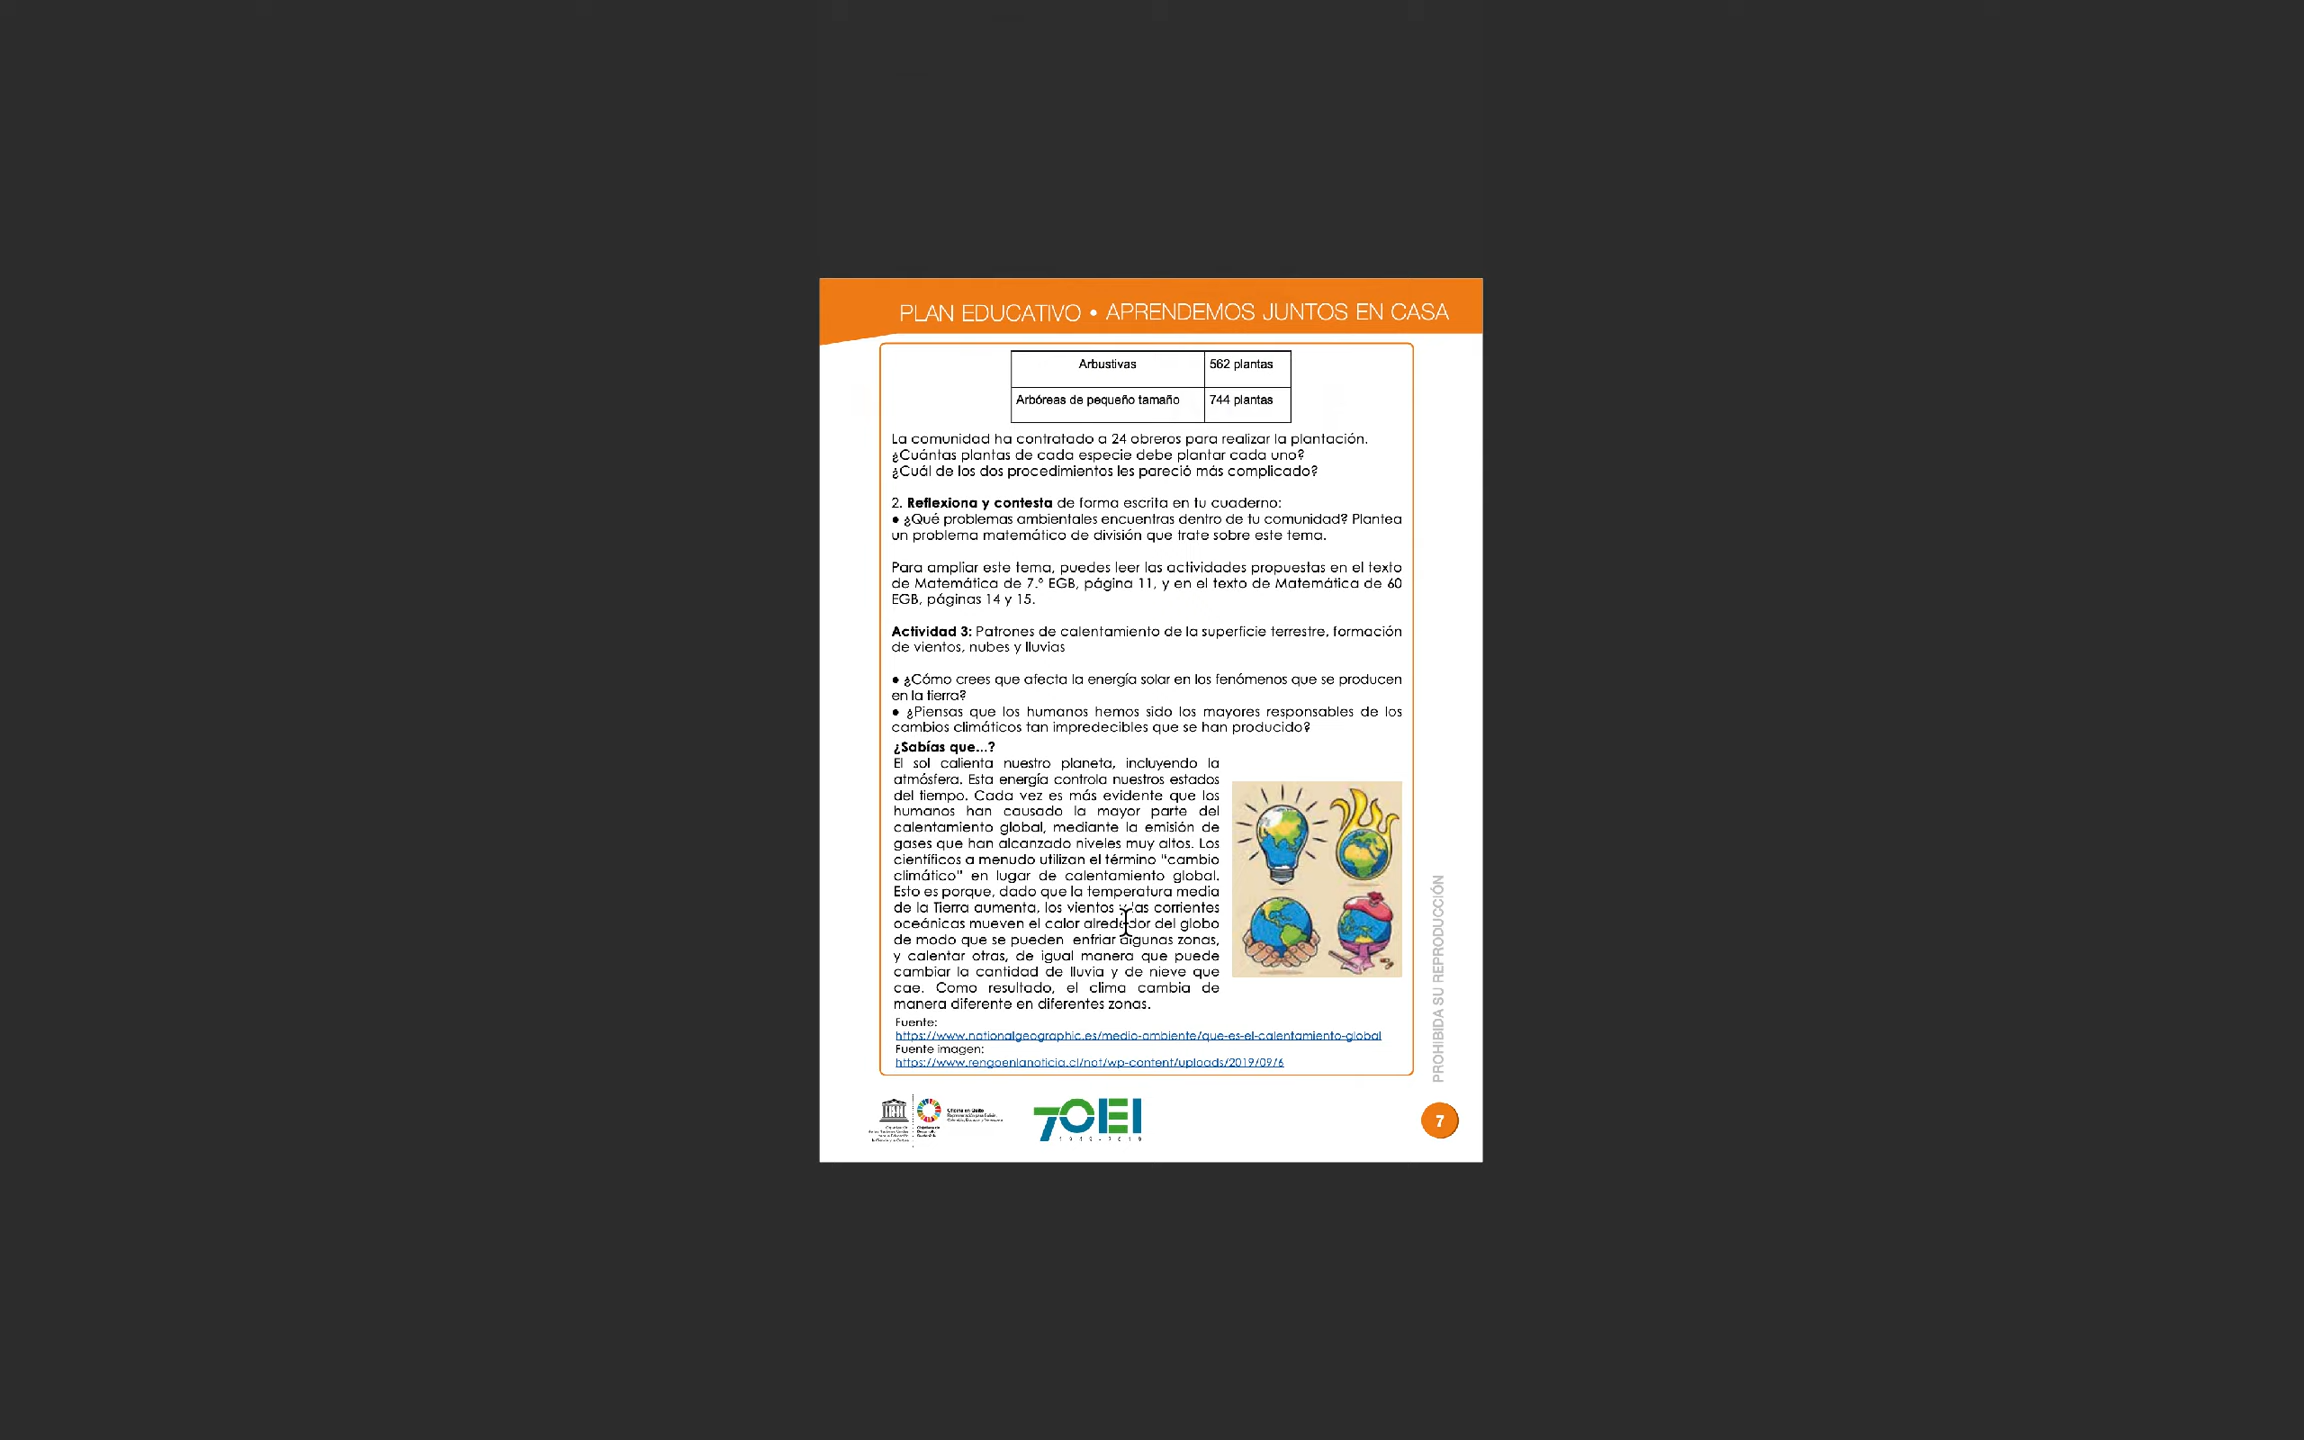 PLAN EDUCATIVO • APRENDEMOS JUNTOS EN CASA
Arbustivas 562 plantas
Arbóreas de pequeño tamaño 744 plantas
La comunidad ha contratado a 24 obreros para realizar la plantación.
¿Cuántas plantas de cada especie debe plantar cada uno?
¿Cuál de los dos procedimientos les pareció más complicado?
2. Reflexiona y contesta de forma escrita en tu cuaderno:
● ¿Qué problemas ambientales encuentras dentro de tu comunidad? Plantea
un problema matemático de división que trate sobre este tema.
Para ampliar este tema, puedes leer las actividades propuestas en el texto
de Matemática de 7.º EGB, página 11, y en el texto de Matemática de 60
EGB, páginas 14 y 15.
Actividad 3: Patrones de calentamiento de la superficie terrestre, formación
de vientos, nubes y lluvias
● ¿Cómo crees que afecta la energía solar en los fenómenos que se producen
en la tierra?
● ¿Piensas que los humanos hemos sido los mayores responsables de los
cambios climáticos tan impredecibles que se han producido?
¿Sabías que...?
El sol calienta nuestro planeta, incluyendo la
atmósfera. Esta energía controla nuestros estados
del tiempo. Cada vez es más evidente que los
humanos han causado la mayor parte del
calentamiento global, mediante la emisión de
gases que han alcanzado niveles muy altos. Los
científicos a menudo utilizan el término "cambio
climático" en lugar de calentamiento global.
Esto es porque, dado que la temperatura media
de la Tierra aumenta, los vientos y las corrientes
oceánicas mueven el calor alrededor del globo
de modo que se pueden enfriar algunas zonas,
y calentar otras, de igual manera que puede
cambiar la cantidad de lluvia y de nieve que
cae. Como resultado, el clima cambia de
manera diferente en diferentes zonas.
Fuente:
https://www.nationalgeographic.es/medio-ambiente/que-es-el-calentamiento-global
Fuente imagen:
https://www.rengoenlanoticia.cl/not/wp-content/uploads/2019/09/6
PROHIBIDA SU REPRODUCCIÓN
70EI
1949-2019
7